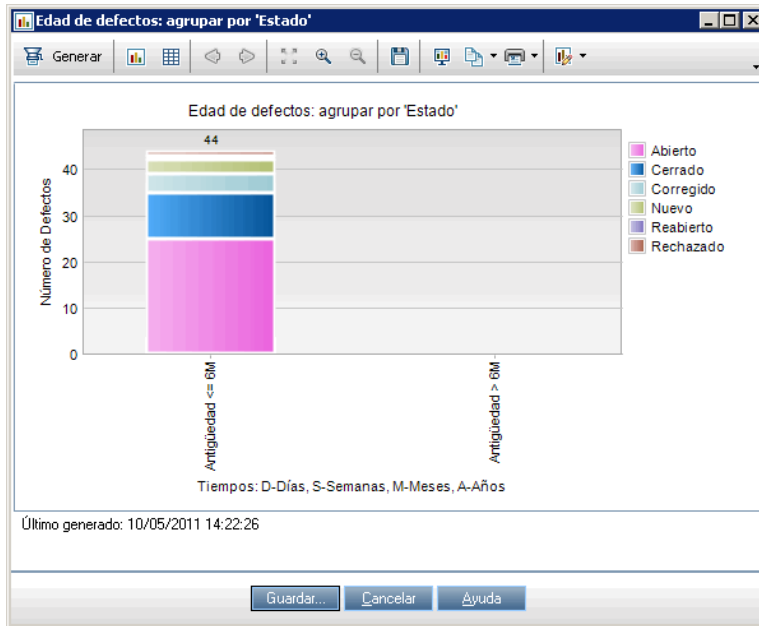 Edad de defectos: agrupar por 'Estado'
Generar
Edad de defectos: agrupar por 'Estado'
44
Número de Defectos
40
30
20
10
0
Abierto
Cerrado
Corregido
Nuevo
Reabierto
Rechazado
Antigüedad <= 6M
Antigüedad > 6M
Tiempos: D-Días, S-Semanas, M-Meses, A-Años
Último generado: 10/05/2011 14:22:26
Guardar... Cancelar Ayuda